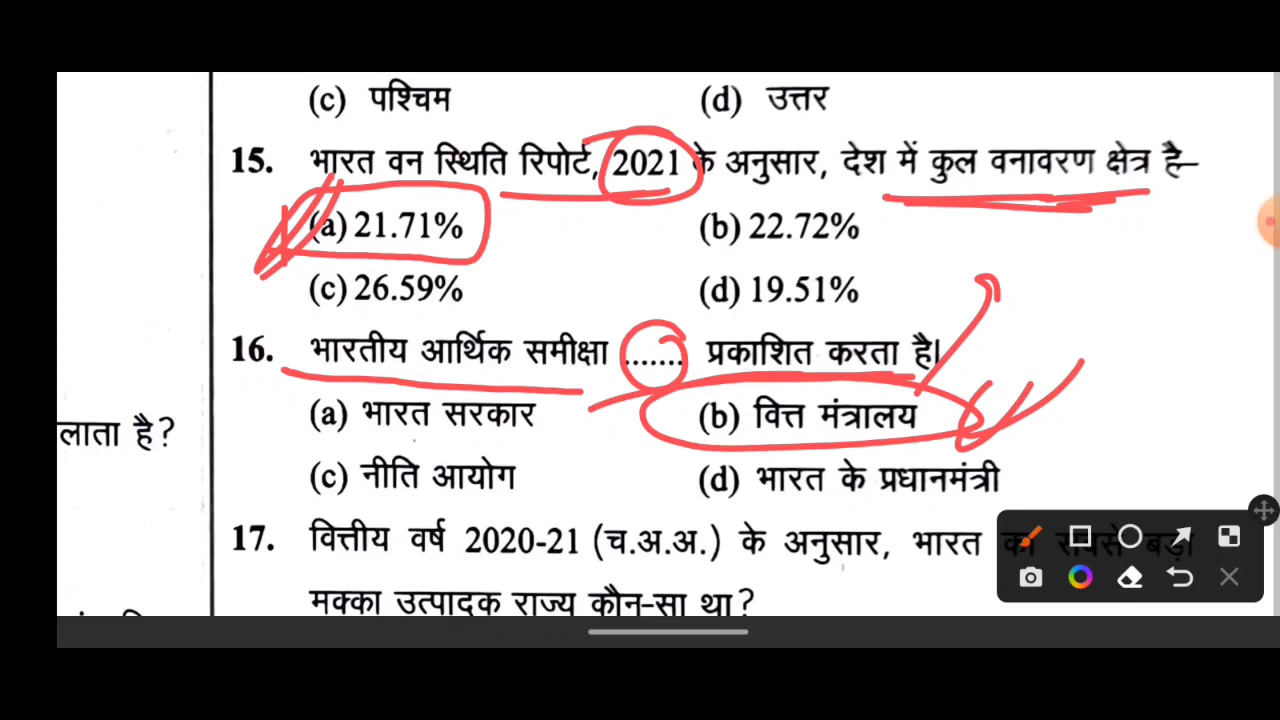 (c) पश्चिम (d) उत्तर
15. भारत वन स्थिति रिपोर्ट, 2021 के अनुसार, देश में कुल वनावरण क्षेत्र है–
(a) 21.71% (b) 22.72%
(c) 26.59% (d) 19.51%
16. भारतीय आर्थिक समीक्षा ....... प्रकाशित करता है।
(a) भारत सरकार (b) वित्त मंत्रालय
लाता है?
(c) नीति आयोग (d) भारत के प्रधानमंत्री
17. वित्तीय वर्ष 2020-21 (च.अ.अ.) के अनुसार, भारत का सबसे बड़ा
मक्का उत्पादक राज्य कौन-सा था?